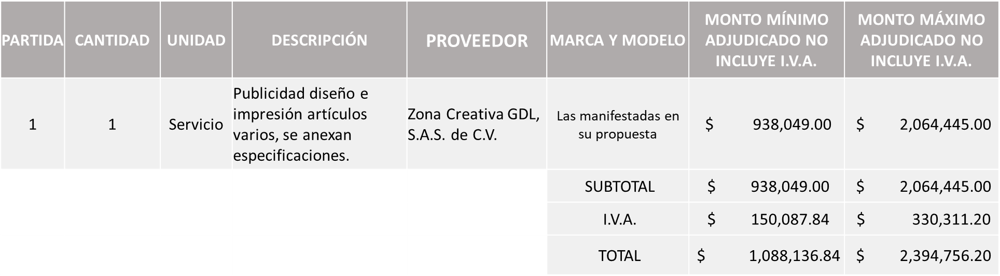 PARTIDA
CANTIDAD
UNIDAD
DESCRIPCIÓN
PROVEEDOR
MARCA Y MODELO
MONTO MÍNIMO
ADJUDICADO NO
INCLUYE I.V.A.
MONTO MÁXIMO
ADJUDICADO NO
INCLUYE I.V.A.
1
1
Servicio
Publicidad diseño e
impresión artículos
varios, se anexan
especificaciones.
Zona Creativa GDL,
S.A.S. de C.V.
Las manifestadas en
su propuesta
$ 938,049.00
$ 2,064,445.00
SUBTOTAL
$ 938,049.00
$ 2,064,445.00
I.V.A.
$ 150,087.84
$ 330,311.20
TOTAL
$ 1,088,136.84
$ 2,394,756.20